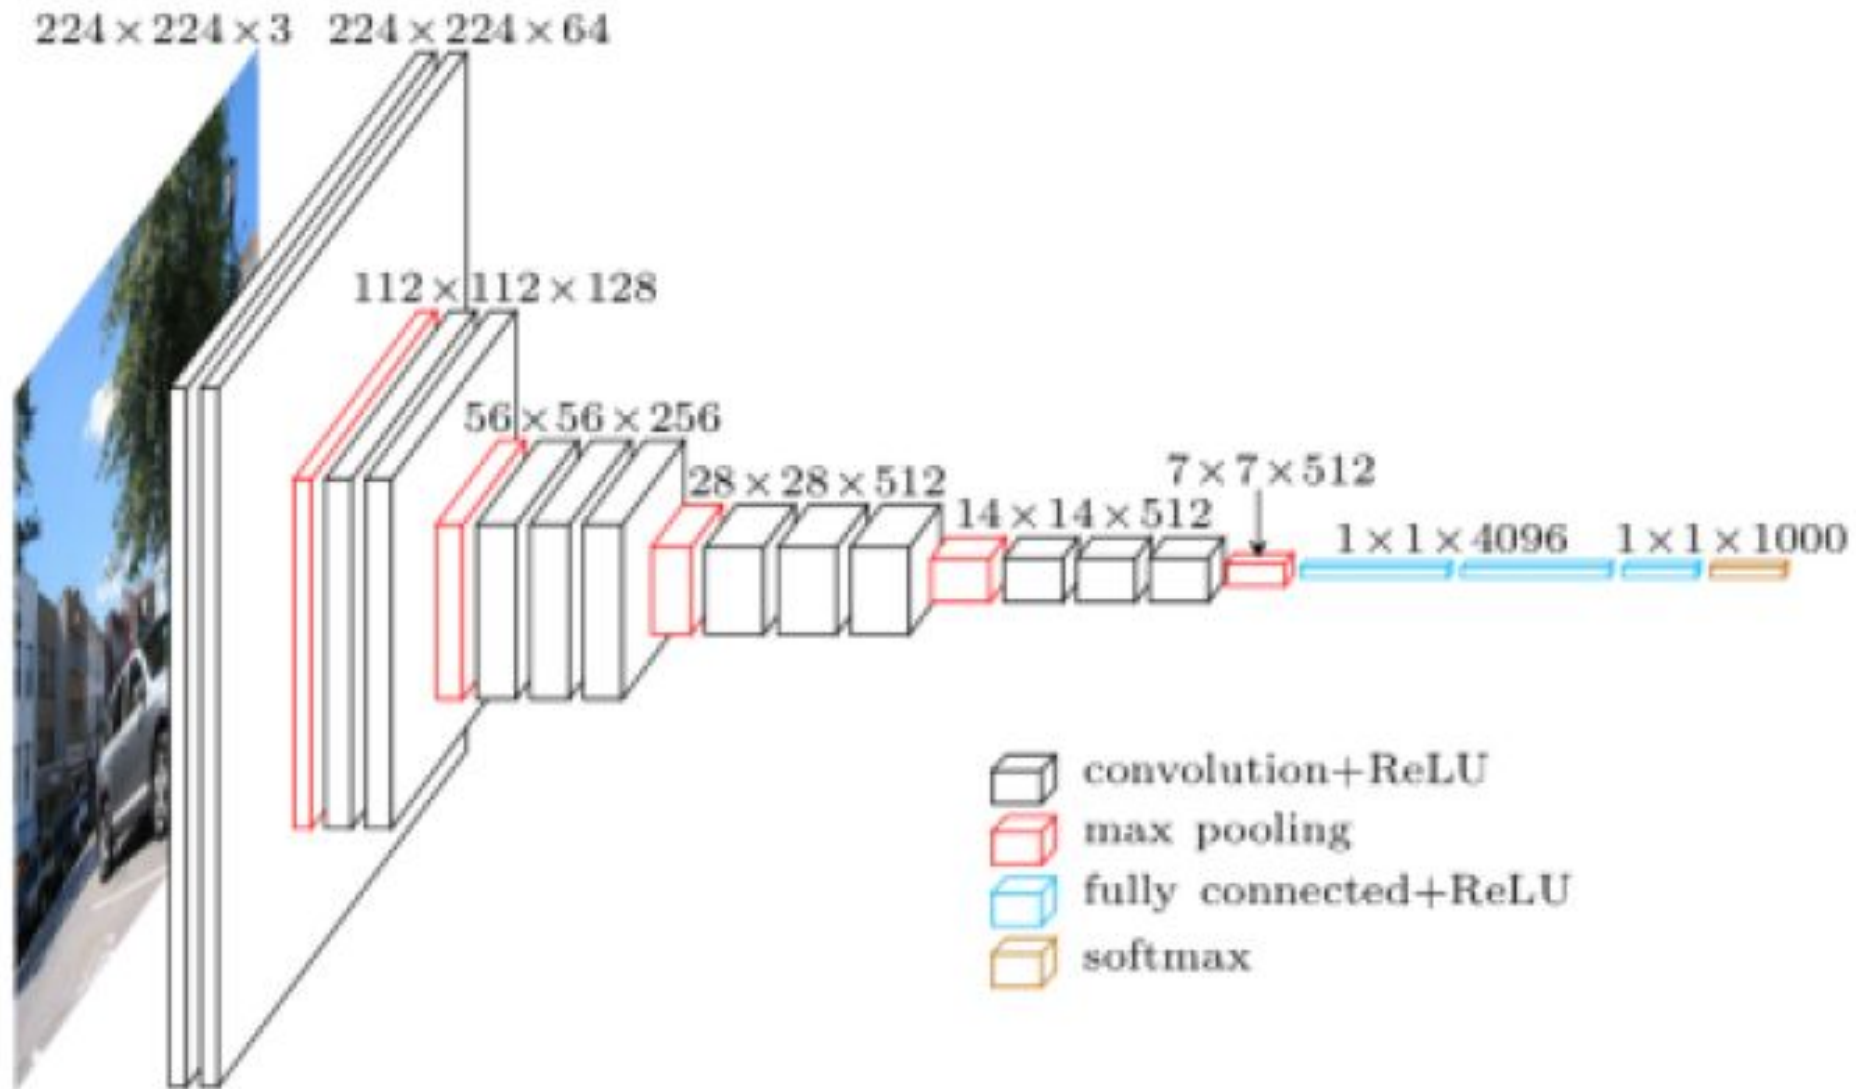 224×224×3
224×224×64
112×112×128
56×56×256
28×28×512
14×14×512
7×7×512
1×1×4096
1×1×1000
convolution+ReLU
max pooling
fully connected+ReLU
softmax